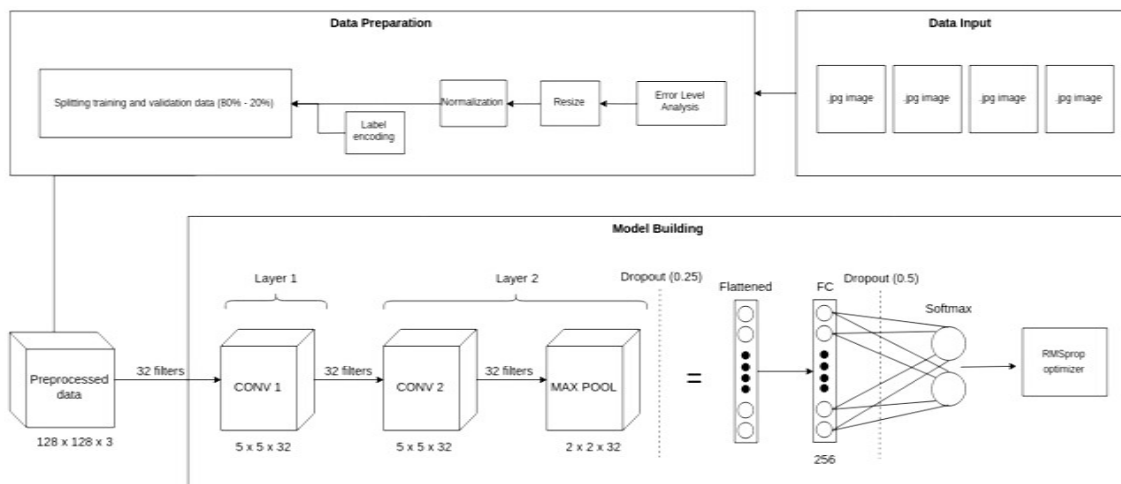 Data Preparation
Data Input
Splitting training and validation data (80% - 20%)
Label
encoding
Normalization
Resize
Error Level
Analysis
.jpg image
.jpg image
.jpg image
.jpg image
Model Building
Layer 1
Layer 2
Dropout (0.25)
Flattened
FC
Dropout (0.5)
Softmax
Preprocessed
data
32 filters
CONV 1
32 filters
CONV 2
32 filters
MAX POOL
=
RMSprop
optimizer
128 x 128 x 3
5 x 5 x 32
5 x 5 x 32
2 x 2 x 32
256